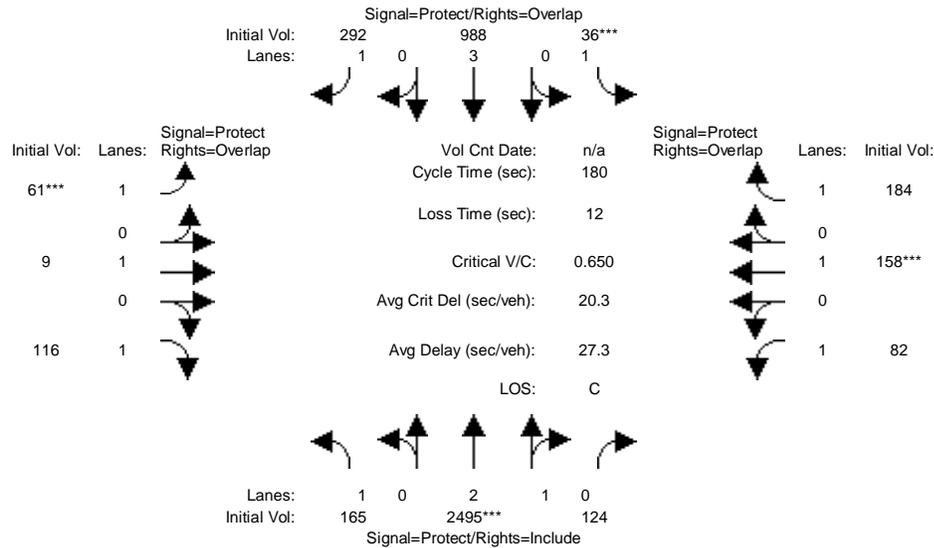 Signal=Protect/Rights=Overlap
Initial Vol: 292 988 36***
Lanes: 1 0 3 0 1
Signal=Protect Signal=Protect
Initial Vol: Lanes: Rights=Overlap Vol Cnt Date: n/a Rights=Overlap Lanes: Initial Vol:
Cycle Time (sec): 180
61*** 1 1 184
Loss Time (sec): 12
0 0
9 1 Critical V/C: 0.650 1 158***
0 Avg Crit Del (sec/veh): 20.3 0
116 1 Avg Delay (sec/veh): 27.3 1 82
LOS: C
Lanes: 1 0 2 1 0
Initial Vol: 165 2495*** 124
Signal=Protect/Rights=Include